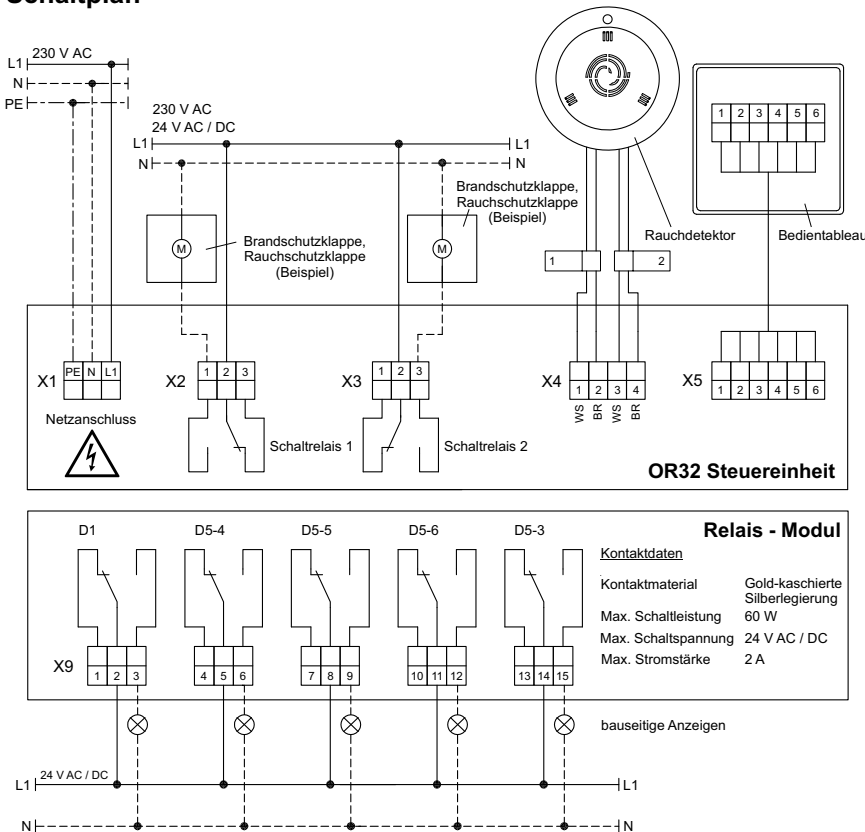 Schaltplan
L1
230 V AC
N
PE
230 V AC
24 V AC / DC
L1
L1
N
N
M
Brandschutzklappe,
Rauchschutzklappe
(Beispiel)
Brandschutzklappe,
Rauchschutzklappe
(Beispiel)
M
1 2 3 4 5 6
Rauchdetektor
Bedientableau
1
2
X1
PE N L1
X2
1 2 3
X3
1 2 3
X4
1 2 3 4
WS BR WS BR
X5
1 2 3 4 5 6
Netzanschluss
Schaltrelais 1
Schaltrelais 2
OR32 Steuereinheit
D1
D5-4
D5-5
D5-6
D5-3
Relais - Modul
Kontaktdaten
Kontaktmaterial
Gold-kaschierte
Silberlegierung
Max. Schaltleistung
60 W
Max. Schaltspannung
24 V AC / DC
Max. Stromstärke
2 A
X9
1 2 3
4 5 6
7 8 9
10 11 12
13 14 15
bauseitige Anzeigen
24 V AC / DC
L1
L1
N
N